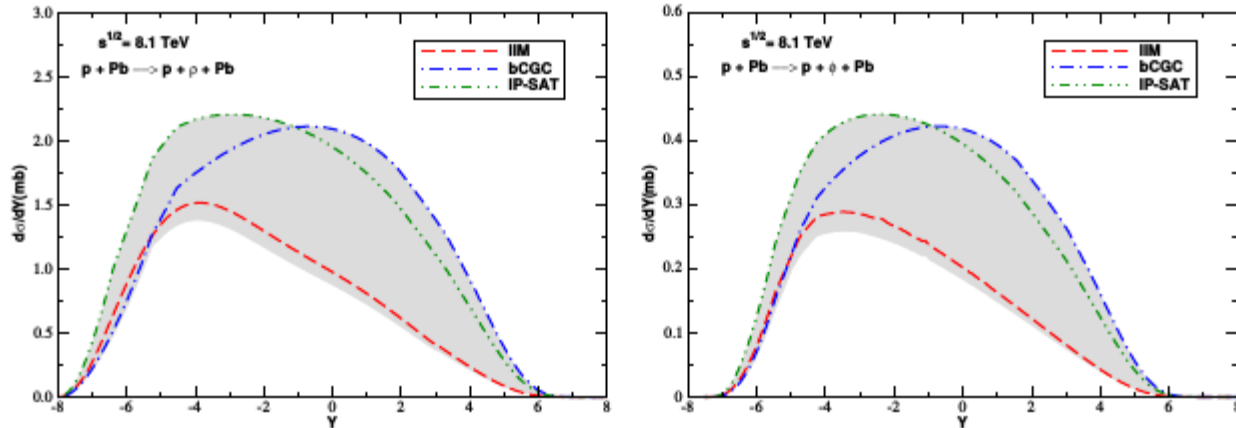 3.0
2.5
2.0
1.5
1.0
0.5
0.0
dσ/dY(mb)
s^1/2= 8.1 TeV
p + Pb —> p + ρ + Pb
IIM
bCGC
IP-SAT
-8 -6 -4 -2 0 2 4 6 8
Y
0.6
0.5
0.4
0.3
0.2
0.1
0
dσ/dY(mb)
s^1/2= 8.1 TeV
p + Pb —> p + ϕ + Pb
IIM
bCGC
IP-SAT
-8 -6 -4 -2 0 2 4 6 8
Y